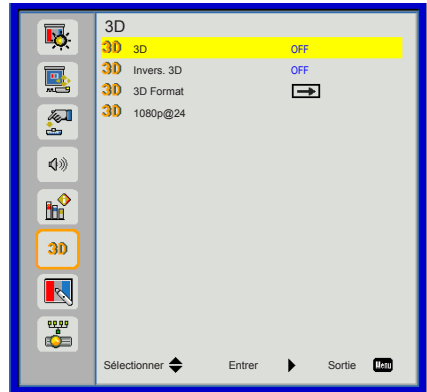 3D
3D 3D OFF
3D Invers. 3D OFF
3D 3D Format
3D 1080p@24
3D
Sélectionner Entrer Sortie Menu